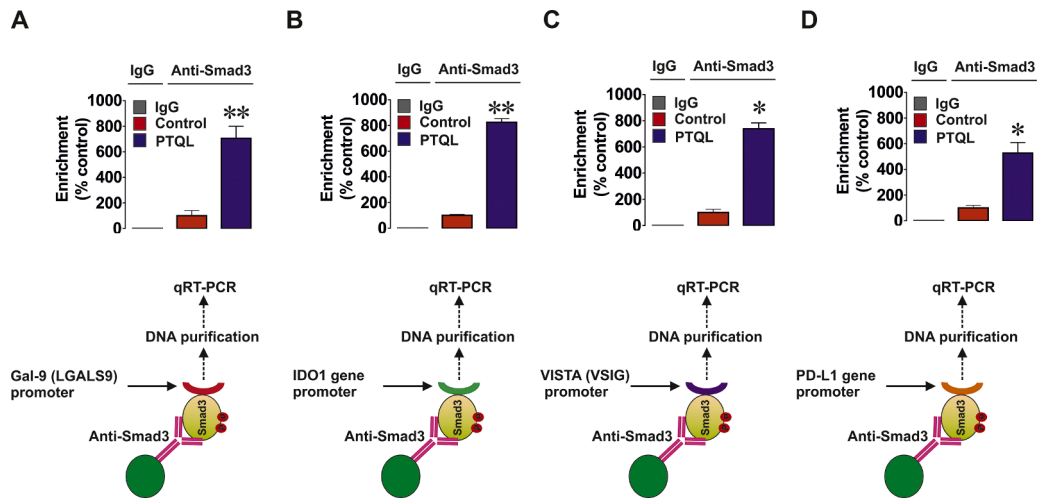 A
IgG Anti-Smad3
Enrichment
(% control)
1000
800
600
400
200
0
IgG
Control
PTQL
**
qRT-PCR
DNA purification
Gal-9 (LGALS9)
promoter
Smad3
Anti-Smad3
B
IgG Anti-Smad3
Enrichment
(% control)
1000
800
600
400
200
0
IgG
Control
PTQL
**
qRT-PCR
DNA purification
IDO1 gene
promoter
Smad3
Anti-Smad3
C
IgG Anti-Smad3
Enrichment
(% control)
1000
800
600
400
200
0
IgG
Control
PTQL
*
qRT-PCR
DNA purification
VISTA (VSIG)
promoter
Smad3
Anti-Smad3
D
IgG Anti-Smad3
Enrichment
(% control)
1000
800
600
400
200
0
IgG
Control
PTQL
*
qRT-PCR
DNA purification
PD-L1 gene
promoter
Smad3
Anti-Smad3